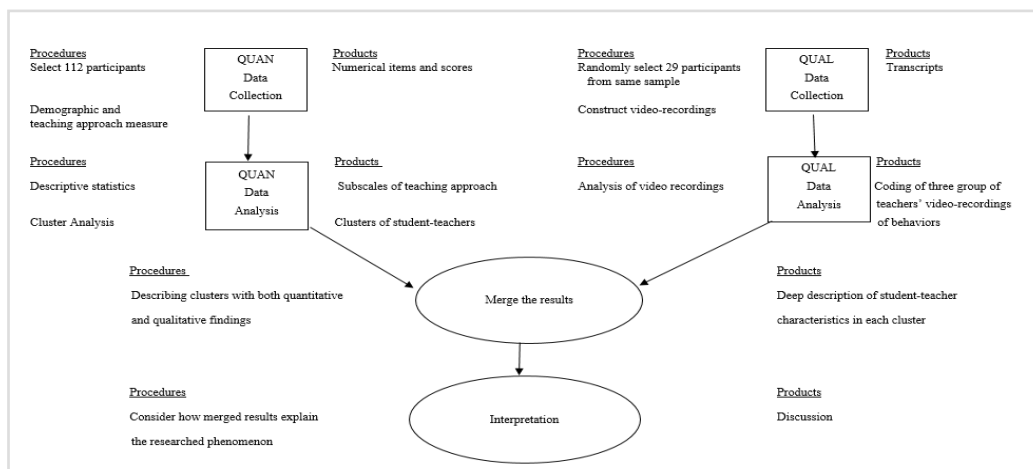 Procedures
Select 112 participants
Demographic and
teaching approach measure
QUAN
Data
Collection
Products
Numerical items and scores
Procedures
Randomly select 29 participants
from same sample
Construct video-recordings
QUAL
Data
Collection
Products
Transcripts
Procedures
Descriptive statistics
Cluster Analysis
QUAN
Data
Analysis
Products
Subscales of teaching approach
Clusters of student-teachers
Procedures
Analysis of video recordings
QUAL
Data
Analysis
Products
Coding of three group of
teachers’ video-recordings
of behaviors
Procedures
Describing clusters with both quantitative
and qualitative findings
Merge the results
Products
Deep description of student-teacher
characteristics in each cluster
Procedures
Consider how merged results explain
the researched phenomenon
Interpretation
Products
Discussion